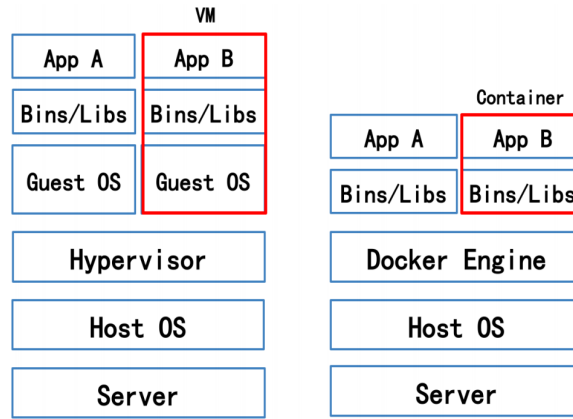 VM
App A
App B
Bins/Libs
Bins/Libs
Guest OS
Guest OS
Hypervisor
Host OS
Server
Container
App A
App B
Bins/Libs
Bins/Libs
Docker Engine
Host OS
Server